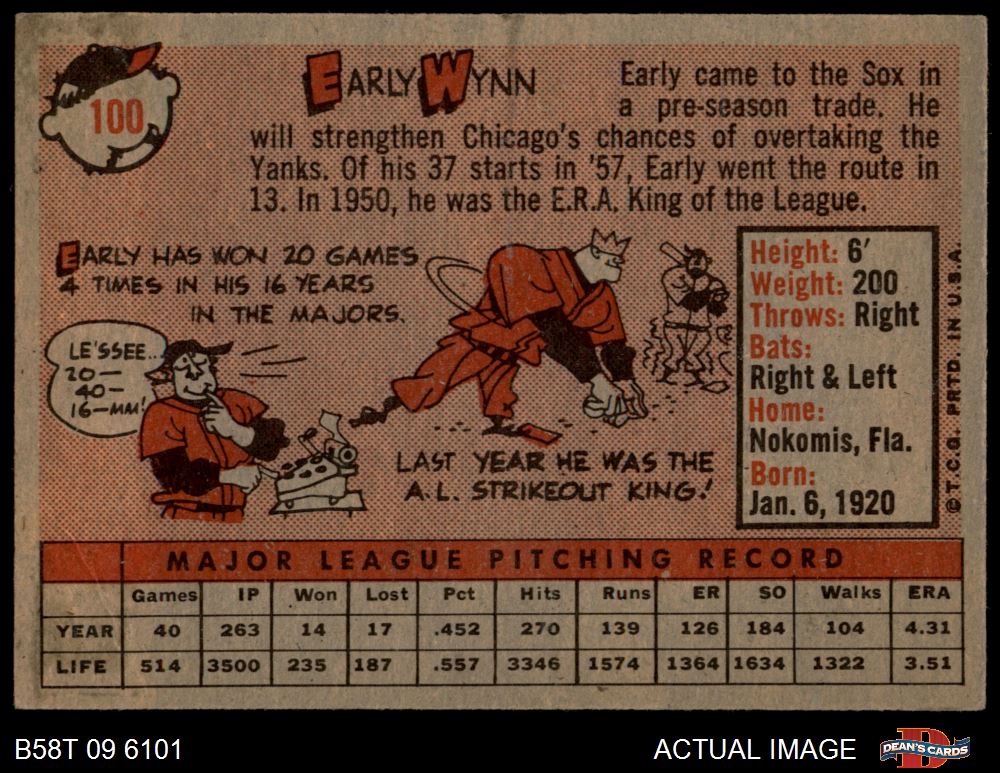 100
EARLY WYNN
Early came to the Sox in
a pre-season trade. He
will strengthen Chicago's chances of overtaking the
Yanks. Of his 37 starts in '57, Early went the route in
13. In 1950, he was the E.R.A. King of the League.
EARLY HAS WON 20 GAMES
4 TIMES IN HIS 16 YEARS
IN THE MAJORS.
LE'SSEE..
20—
40—
16—MM!
LAST YEAR HE WAS THE
A.L. STRIKEOUT KING!
Height: 6'
Weight: 200
Throws: Right
Bats:
Right & Left
Home:
Nokomis, Fla.
Born:
Jan. 6, 1920
© T.C.G. PRTD. IN U.S.A.
MAJOR LEAGUE PITCHING RECORD
Games IP Won Lost Pct Hits Runs ER SO Walks ERA
YEAR 40 263 14 17 .452 270 139 126 184 104 4.31
LIFE 514 3500 235 187 .557 3346 1574 1364 1634 1322 3.51
B58T 09 6101
ACTUAL IMAGE
DEAN'S CARDS